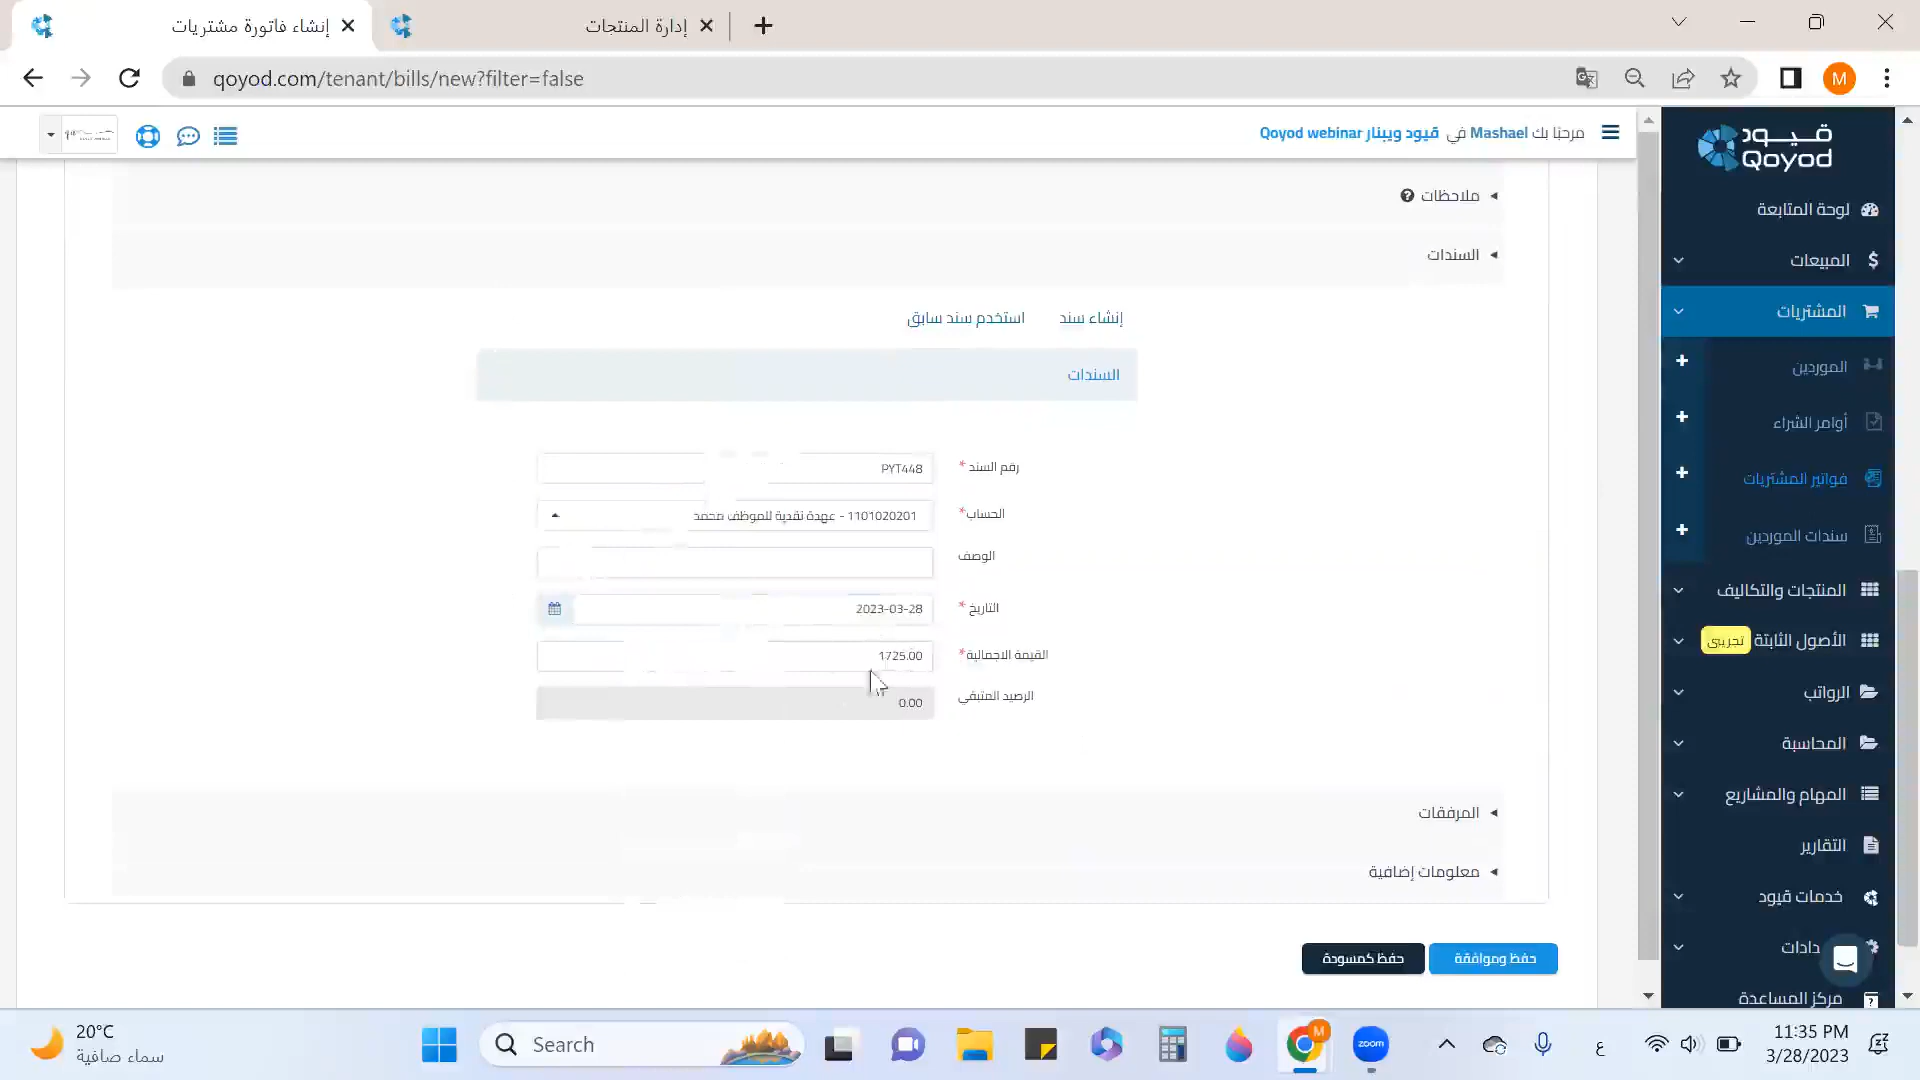 إنشاء فاتورة مشتريات
إدارة المنتجات
qoyod.com/tenant/bills/new?filter=false
M
مرحبًا بك Mashael في قيود ويبنار Qoyod webinar
قيود
Qoyod
لوحة المتابعة
المبيعات
المشتريات
الموردين
أوامر الشراء
فواتير المشتريات
سندات الموردين
المنتجات والتكاليف
الأصول الثابتة تجريبي
الرواتب
المحاسبة
المهام والمشاريع
التقارير
خدمات قيود
دادات
مركز المساعدة
ملاحظات
السندات
إنشاء سند
استخدم سند سابق
السندات
رقم السند *
PYT448
الحساب*
1101020201 - عهدة نقدية للموظف محمد
الوصف
التاريخ *
2023-03-28
القيمة الاجمالية*
1725.00
الرصيد المتبقي
0.00
المرفقات
معلومات إضافية
حفظ وموافقة
حفظ كمسودة
20°C
سماء صافية
Search
M
zoom
ع
11:35 PM
3/28/2023